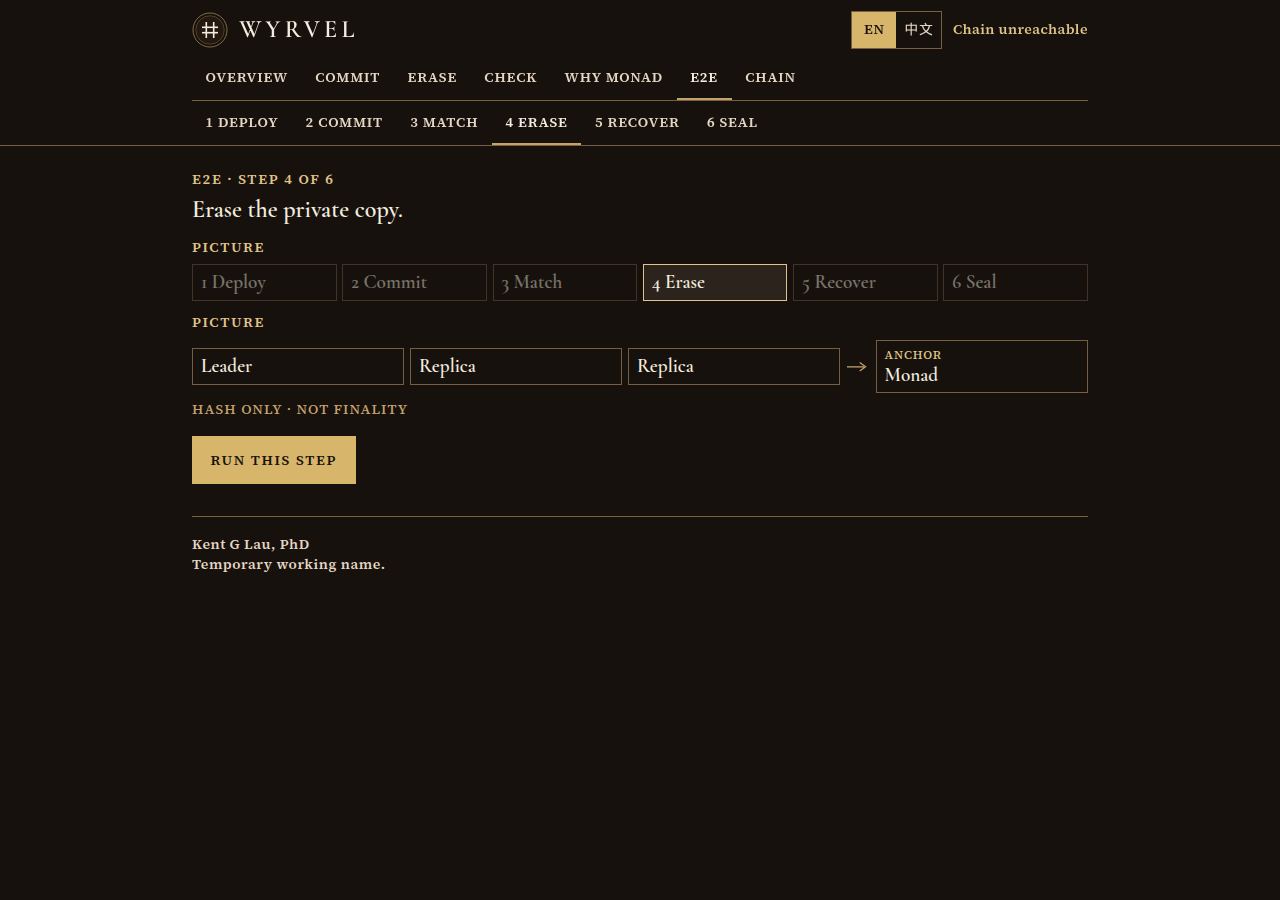 WYRVEL
EN 中文 Chain unreachable
OVERVIEW COMMIT ERASE CHECK WHY MONAD E2E CHAIN
1 DEPLOY 2 COMMIT 3 MATCH 4 ERASE 5 RECOVER 6 SEAL
E2E · STEP 4 OF 6
Erase the private copy.
PICTURE
1 Deploy 2 Commit 3 Match 4 Erase 5 Recover 6 Seal
PICTURE
Leader Replica Replica → ANCHOR
Monad
HASH ONLY · NOT FINALITY
RUN THIS STEP
Kent G Lau, PhD
Temporary working name.